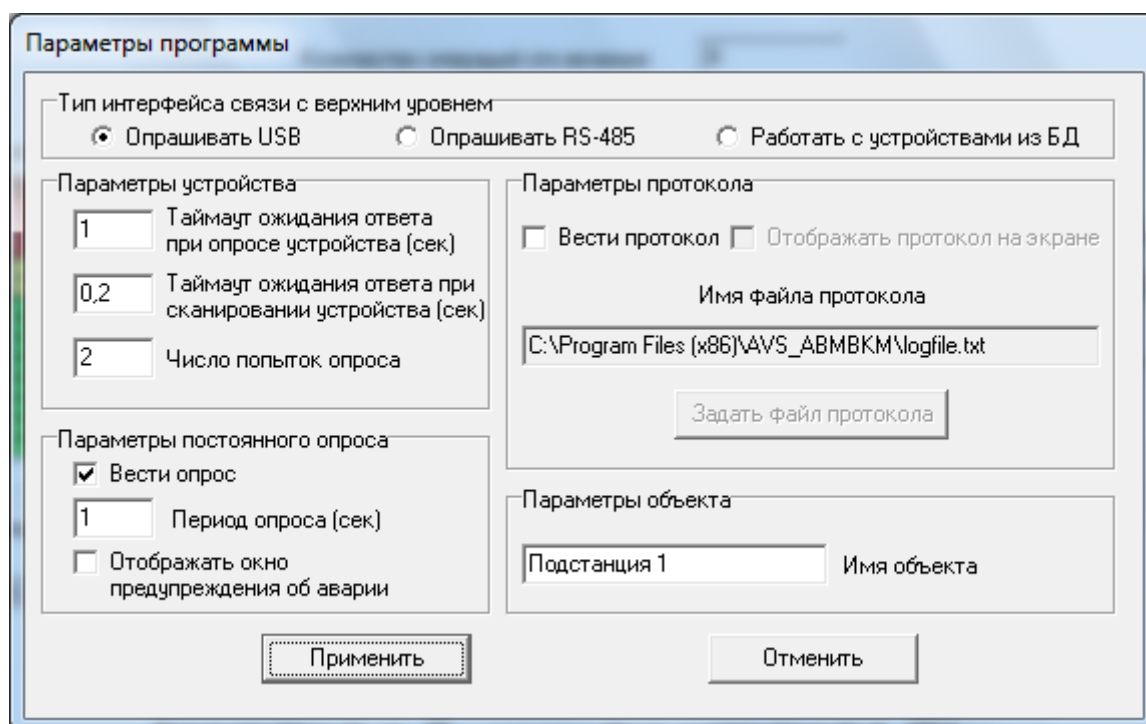 Параметры программы
Тип интерфейса связи с верхним уровнем
Опрашивать USB
Опрашивать RS-485
Работать с устройствами из БД
Параметры устройства
1
Таймаут ожидания ответа
при опросе устройства (сек)
0,2
Таймаут ожидания ответа при
сканировании устройства (сек)
2
Число попыток опроса
Параметры протокола
Вести протокол
Отображать протокол на экране
Имя файла протокола
C:\Program Files (x86)\AVS_ABMBKM\logfile.txt
Задать файл протокола
Параметры постоянного опроса
Вести опрос
1
Период опроса (сек)
Отображать окно
предупреждения об аварии
Параметры объекта
Подстанция 1
Имя объекта
Применить
Отменить